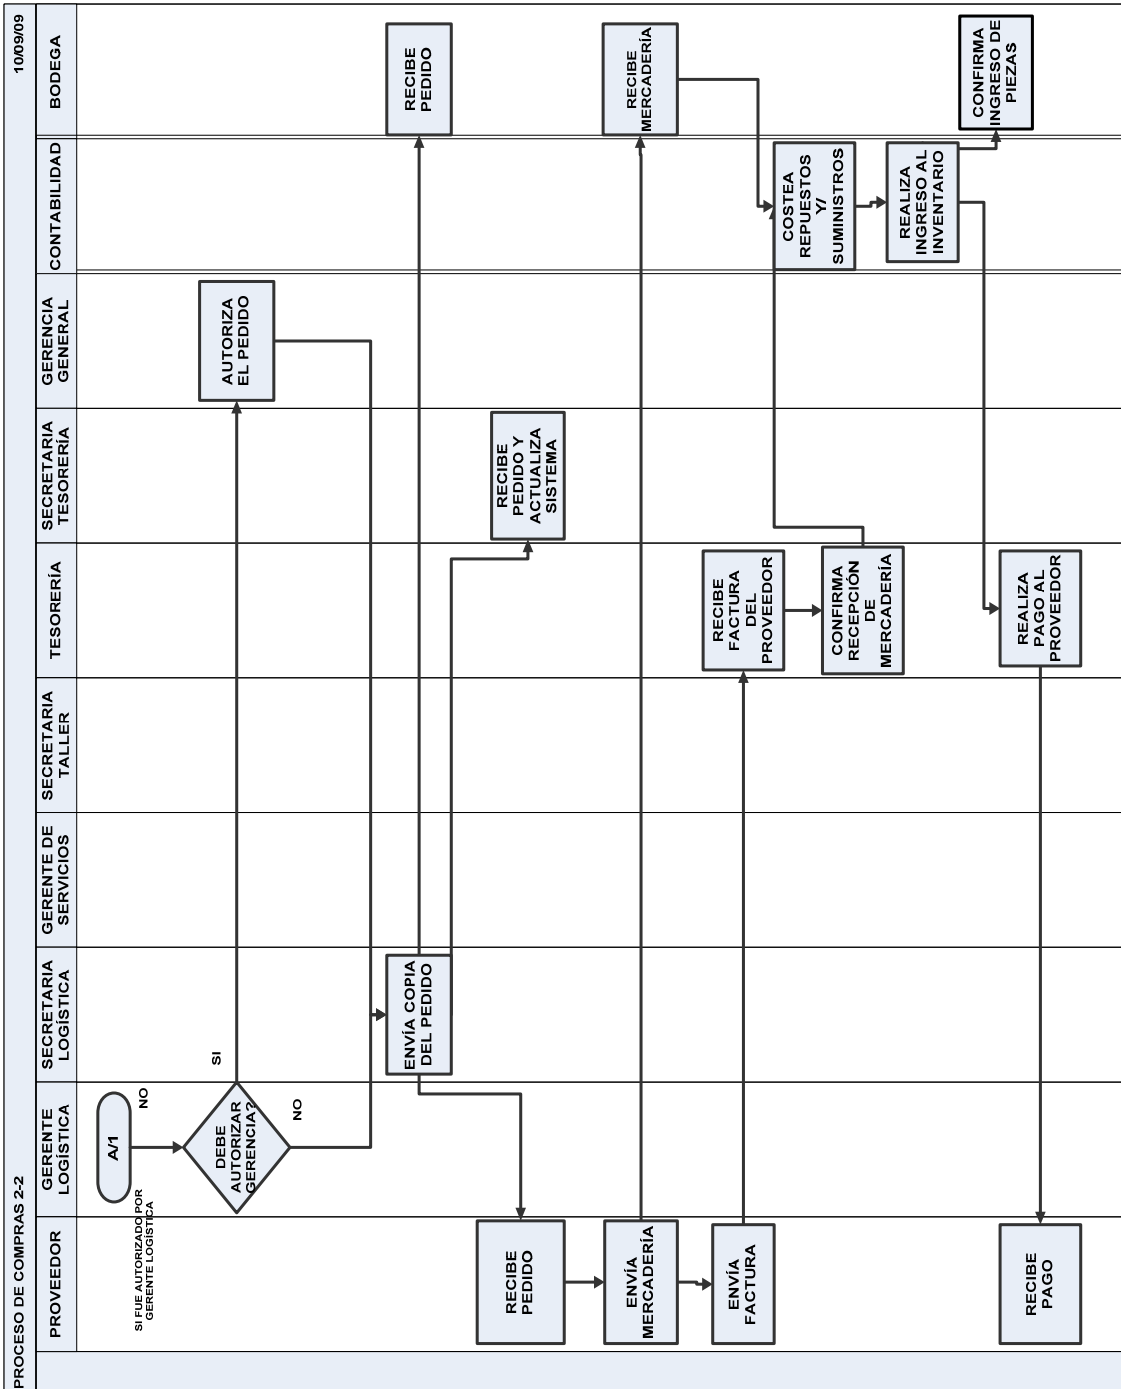 PROCESO DE COMPRAS 2-2
10/09/09
PROVEEDOR
GERENTE
LOGÍSTICA
SECRETARIA
LOGÍSTICA
GERENTE DE
SERVICIOS
SECRETARIA
TALLER
TESORERÍA
SECRETARIA
TESORERÍA
GERENCIA
GENERAL
CONTABILIDAD
BODEGA
A/1
NO
SI FUE AUTORIZADO POR
GERENTE LOGÍSTICA
DEBE
AUTORIZAR
GERENCIA?
SI
NO
AUTORIZA
EL PEDIDO
ENVÍA COPIA
DEL PEDIDO
RECIBE
PEDIDO
RECIBE
PEDIDO Y
ACTUALIZA
SISTEMA
RECIBE
PEDIDO
ENVÍA
MERCADERÍA
RECIBE
MERCADERÍA
ENVÍA
FACTURA
RECIBE
FACTURA
DEL
PROVEEDOR
CONFIRMA
RECEPCIÓN
DE
MERCADERÍA
COSTEA
REPUESTOS
Y/
SUMINISTROS
REALIZA
INGRESO AL
INVENTARIO
CONFIRMA
INGRESO DE
PIEZAS
REALIZA
PAGO AL
PROVEEDOR
RECIBE
PAGO